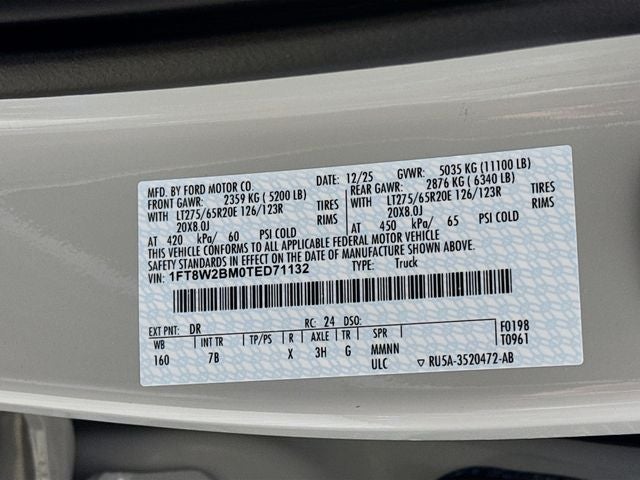 MFD. BY FORD MOTOR CO.
DATE: 12/25 GVWR: 5035 KG (11100 LB)
FRONT GAWR: 2359 KG (5200 LB) REAR GAWR: 2876 KG (6340 LB)
WITH LT275/65R20E 126/123R TIRES WITH LT275/65R20E 126/123R TIRES
20X8.0J RIMS 20X8.0J RIMS
AT 420 kPa/ 60 PSI COLD AT 450 kPa/ 65 PSI COLD
THIS VEHICLE CONFORMS TO ALL APPLICABLE FEDERAL MOTOR VEHICLE
SAFETY STANDARDS IN EFFECT ON THE DATE OF MANUFACTURE SHOWN ABOVE.
VIN: 1FT8W2BM0TED71132 TYPE: Truck
EXT PNT: DR RC: 24 DSO: F0198
WB INT TR TP/PS R AXLE TR SPR T0961
160 7B X 3H G MMNN
ULC ▽ RU5A-3520472-AB